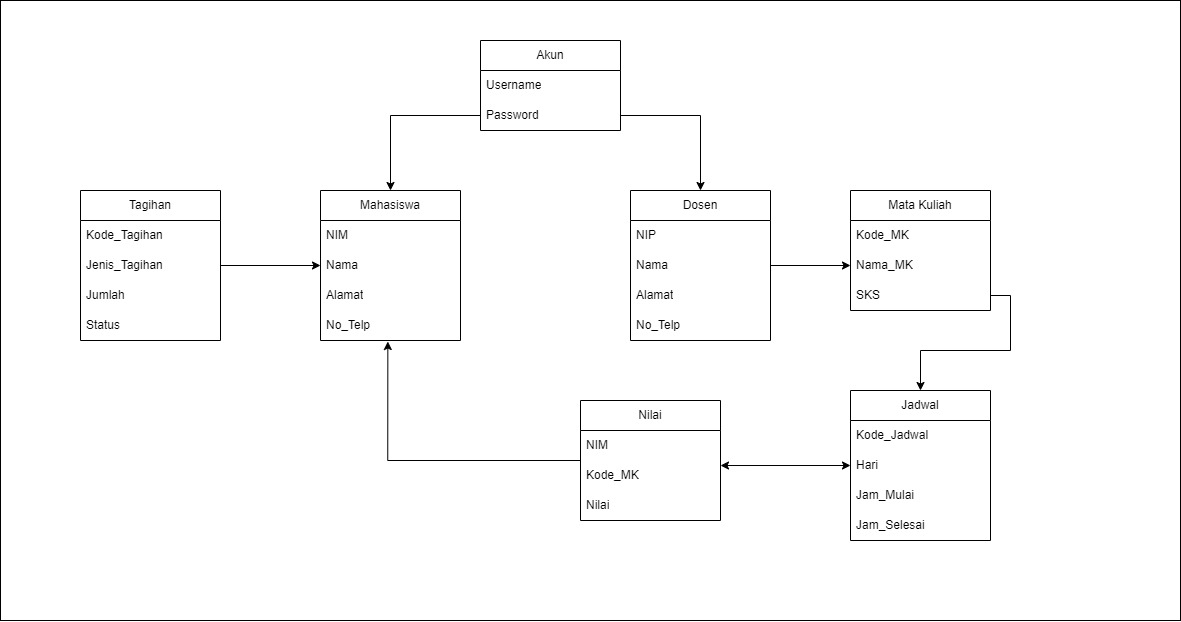 Akun
Username
Password
Tagihan
Kode_Tagihan
Jenis_Tagihan
Jumlah
Status
Mahasiswa
NIM
Nama
Alamat
No_Telp
Dosen
NIP
Nama
Alamat
No_Telp
Mata Kuliah
Kode_MK
Nama_MK
SKS
Nilai
NIM
Kode_MK
Nilai
Jadwal
Kode_Jadwal
Hari
Jam_Mulai
Jam_Selesai